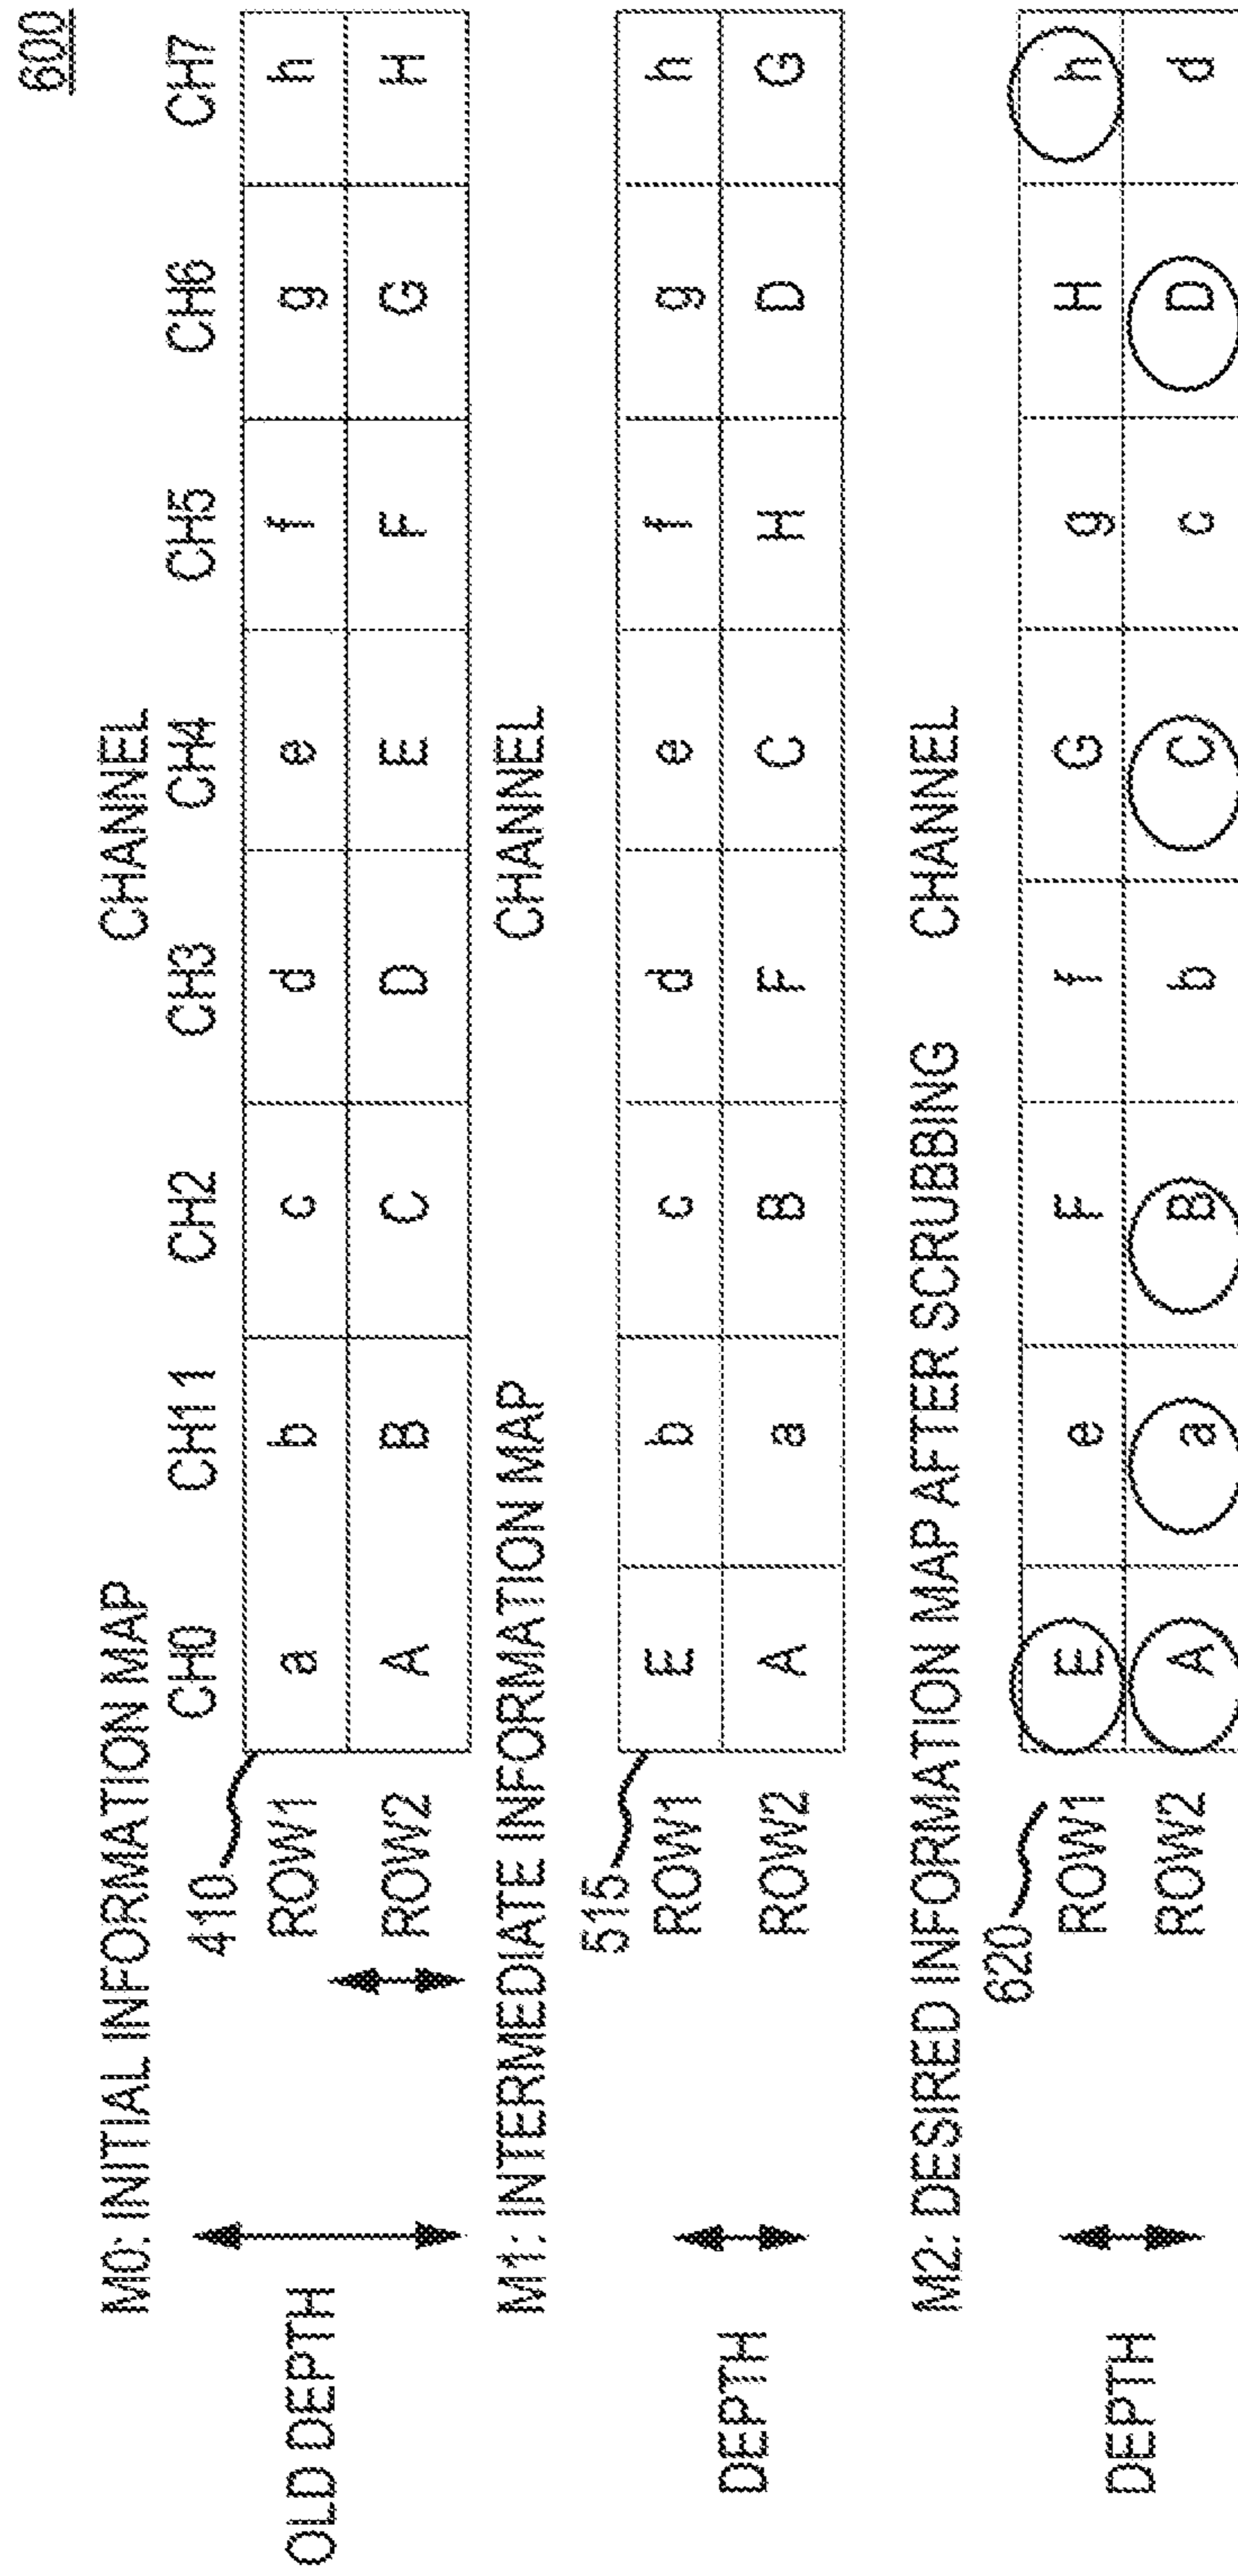 600
M0: INITIAL INFORMATION MAP
CHANNEL
CH0 CH11 CH2 CH3 CH4 CH5 CH6 CH7
410
OLD DEPTH
ROW1 a b c d e f g h
ROW2 A B C D E F G H
M1: INTERMEDIATE INFORMATION MAP
CHANNEL
515
DEPTH
ROW1 E b c d e f g h
ROW2 A a B F C H D G
M2: DESIRED INFORMATION MAP AFTER SCRUBBING
CHANNEL
620
DEPTH
ROW1 E e F f G g H h
ROW2 A a B b C c D d